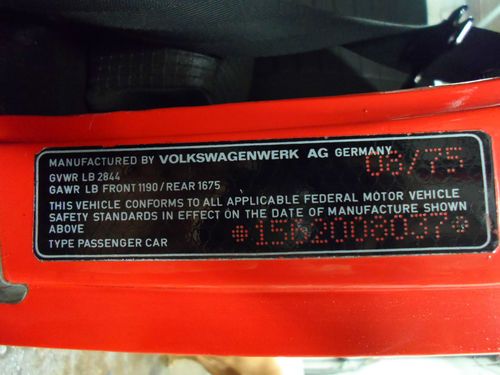 MANUFACTURED BY VOLKSWAGENWERK AG GERMANY 08/75
GVWR LB 2844
GAWR LB FRONT 1190/REAR 1675
THIS VEHICLE CONFORMS TO ALL APPLICABLE FEDERAL MOTOR VEHICLE
SAFETY STANDARDS IN EFFECT ON THE DATE OF MANUFACTURE SHOWN
ABOVE
TYPE PASSENGER CAR